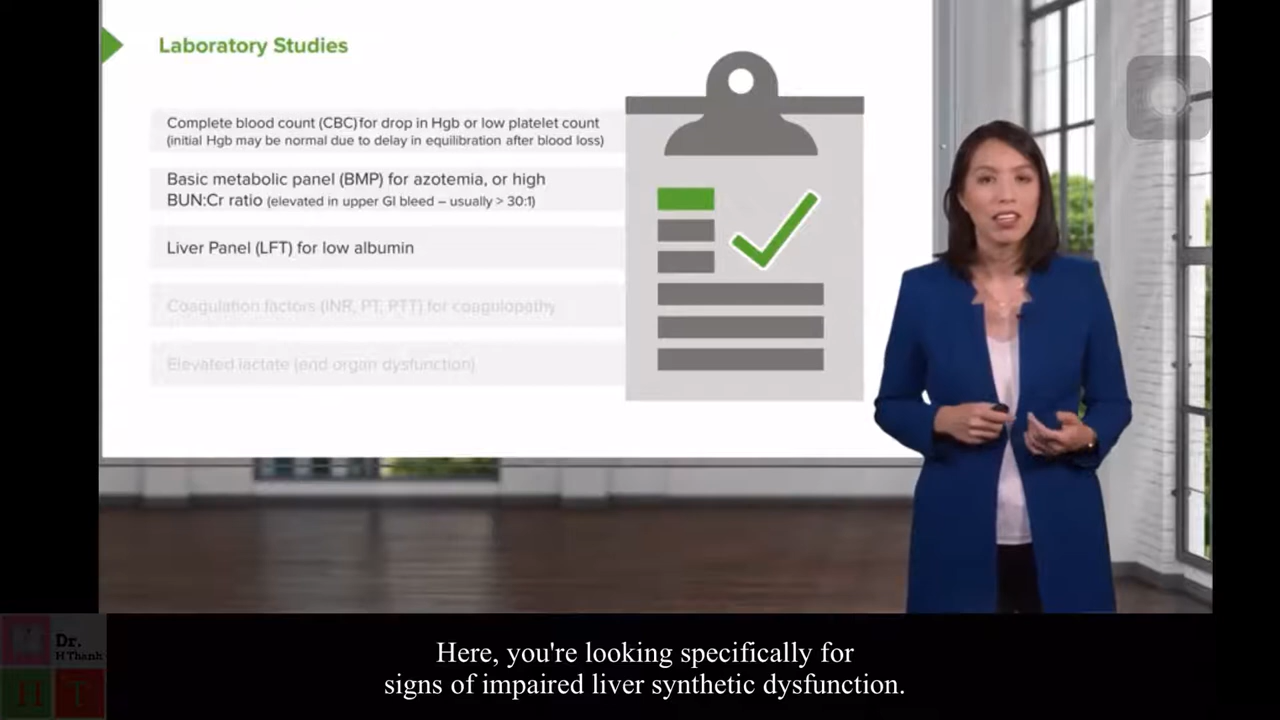 Laboratory Studies
Complete blood count (CBC) for drop in Hgb or low platelet count
(initial Hgb may be normal due to delay in equilibration after blood loss)
Basic metabolic panel (BMP) for azotemia, or high
BUN:Cr ratio (elevated in upper GI bleed – usually > 30:1)
Liver Panel (LFT) for low albumin
Coagulation factors (INR, PT, PTT) for coagulopathy
Elevated lactate (end organ dysfunction)
Dr.
H Thanh
H T
Here, you're looking specifically for
signs of impaired liver synthetic dysfunction.